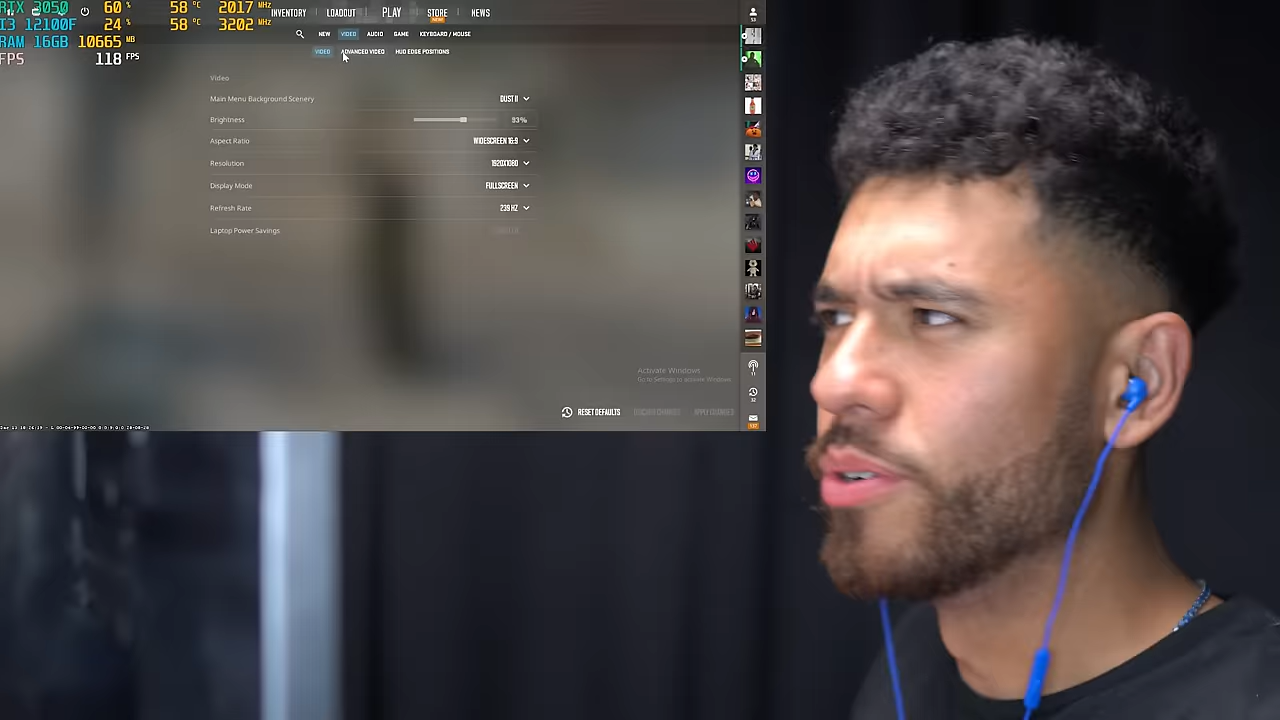 RTX 3050 60 % 58 °C 2017 MHz
I3 12100F 24 % 58 °C 3202 MHz
RAM 16GB 10665 MB
FPS 118 FPS
INVENTORY LOADOUT PLAY STORE NEWS
NEW VIDEO AUDIO GAME KEYBOARD / MOUSE
VIDEO ADVANCED VIDEO HUD EDGE POSITIONS
Video
Main Menu Background Scenery DUST II
Brightness 93%
Aspect Ratio WIDESCREEN 16:9
Resolution 1920X1080
Display Mode FULLSCREEN
Refresh Rate 239 HZ
Laptop Power Savings
Activate Windows
Go to Settings to activate Windows.
RESET DEFAULTS DISCARD CHANGES APPLY CHANGES